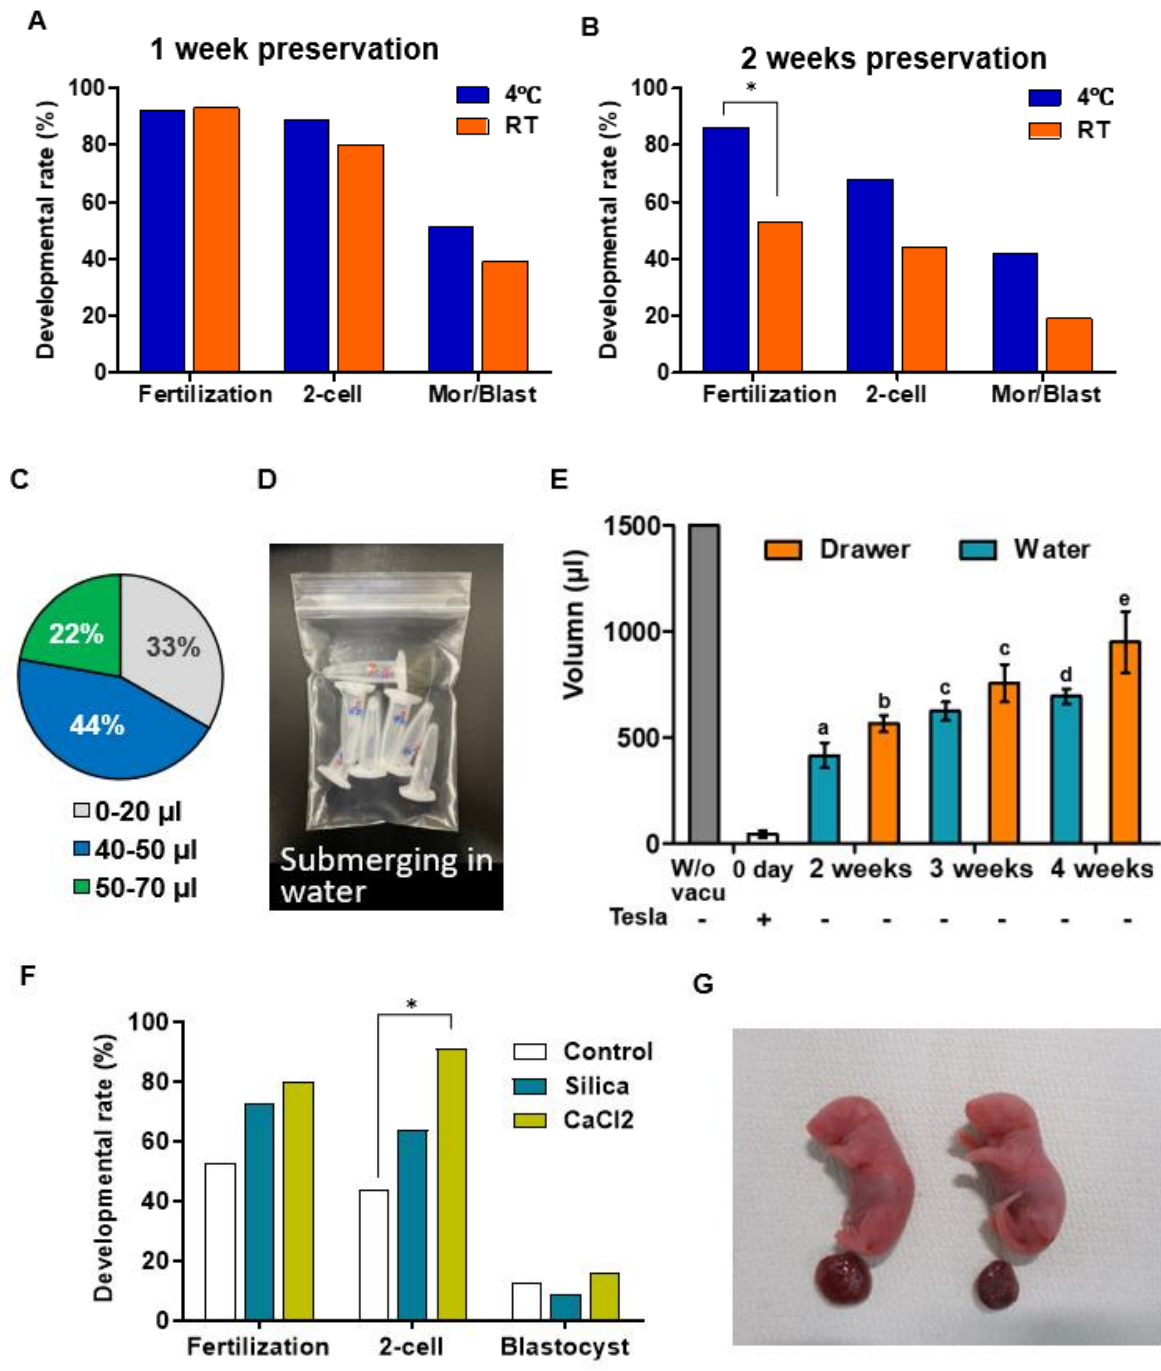 A
1 week preservation
100
80
60
40
20
0
Developmental rate (%)
4℃
RT
Fertilization 2-cell Mor/Blast
B
2 weeks preservation
100
80
60
40
20
0
Developmental rate (%)
*
4℃
RT
Fertilization 2-cell Mor/Blast
C
22%
33%
44%
0-20 µl
40-50 µl
50-70 µl
D
Submerging in
water
E
1500
1000
500
0
Volumn (µl)
Drawer Water
a b c c d e
W/o
vacu
0 day 2 weeks 3 weeks 4 weeks
Tesla - + - - - - - -
F
100
80
60
40
20
0
Developmental rate (%)
*
Control
Silica
CaCl2
Fertilization 2-cell Blastocyst
G